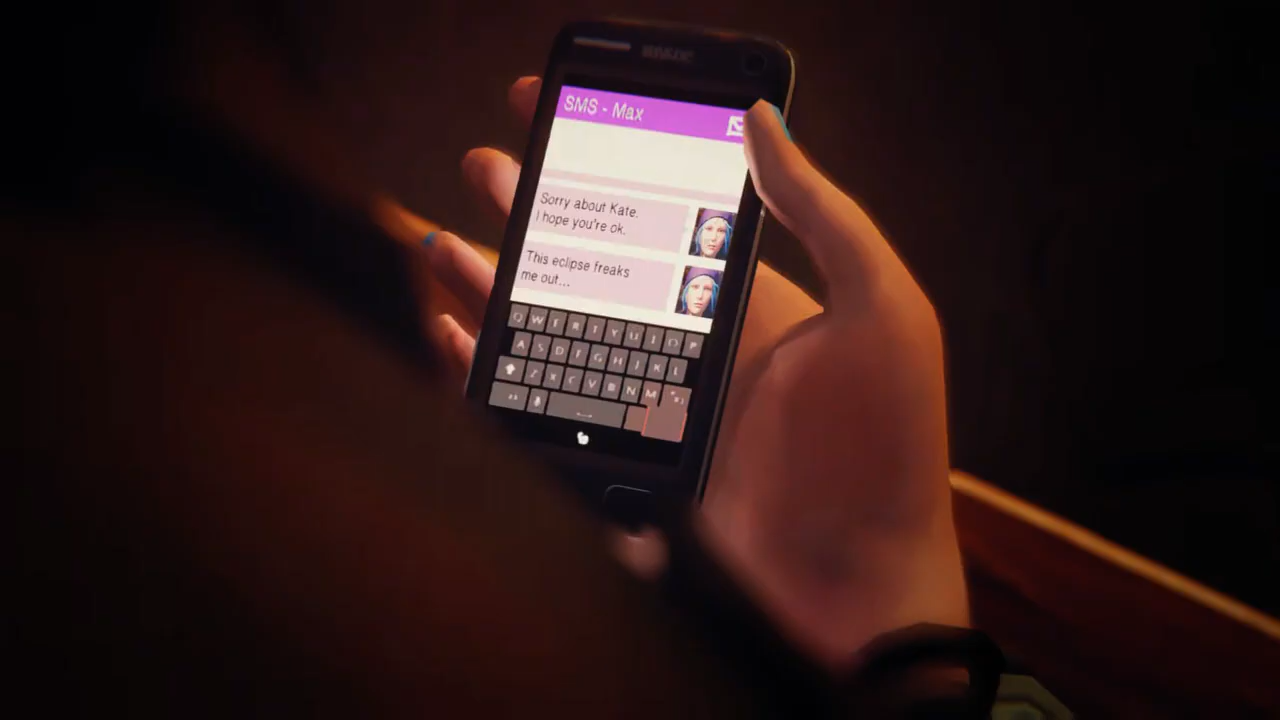 SMS - Max
Sorry about Kate.
I hope you're ok.
This eclipse freaks
me out...
Q W E R T Y U I O P
A S D F G H J K L
Z X C V B N M